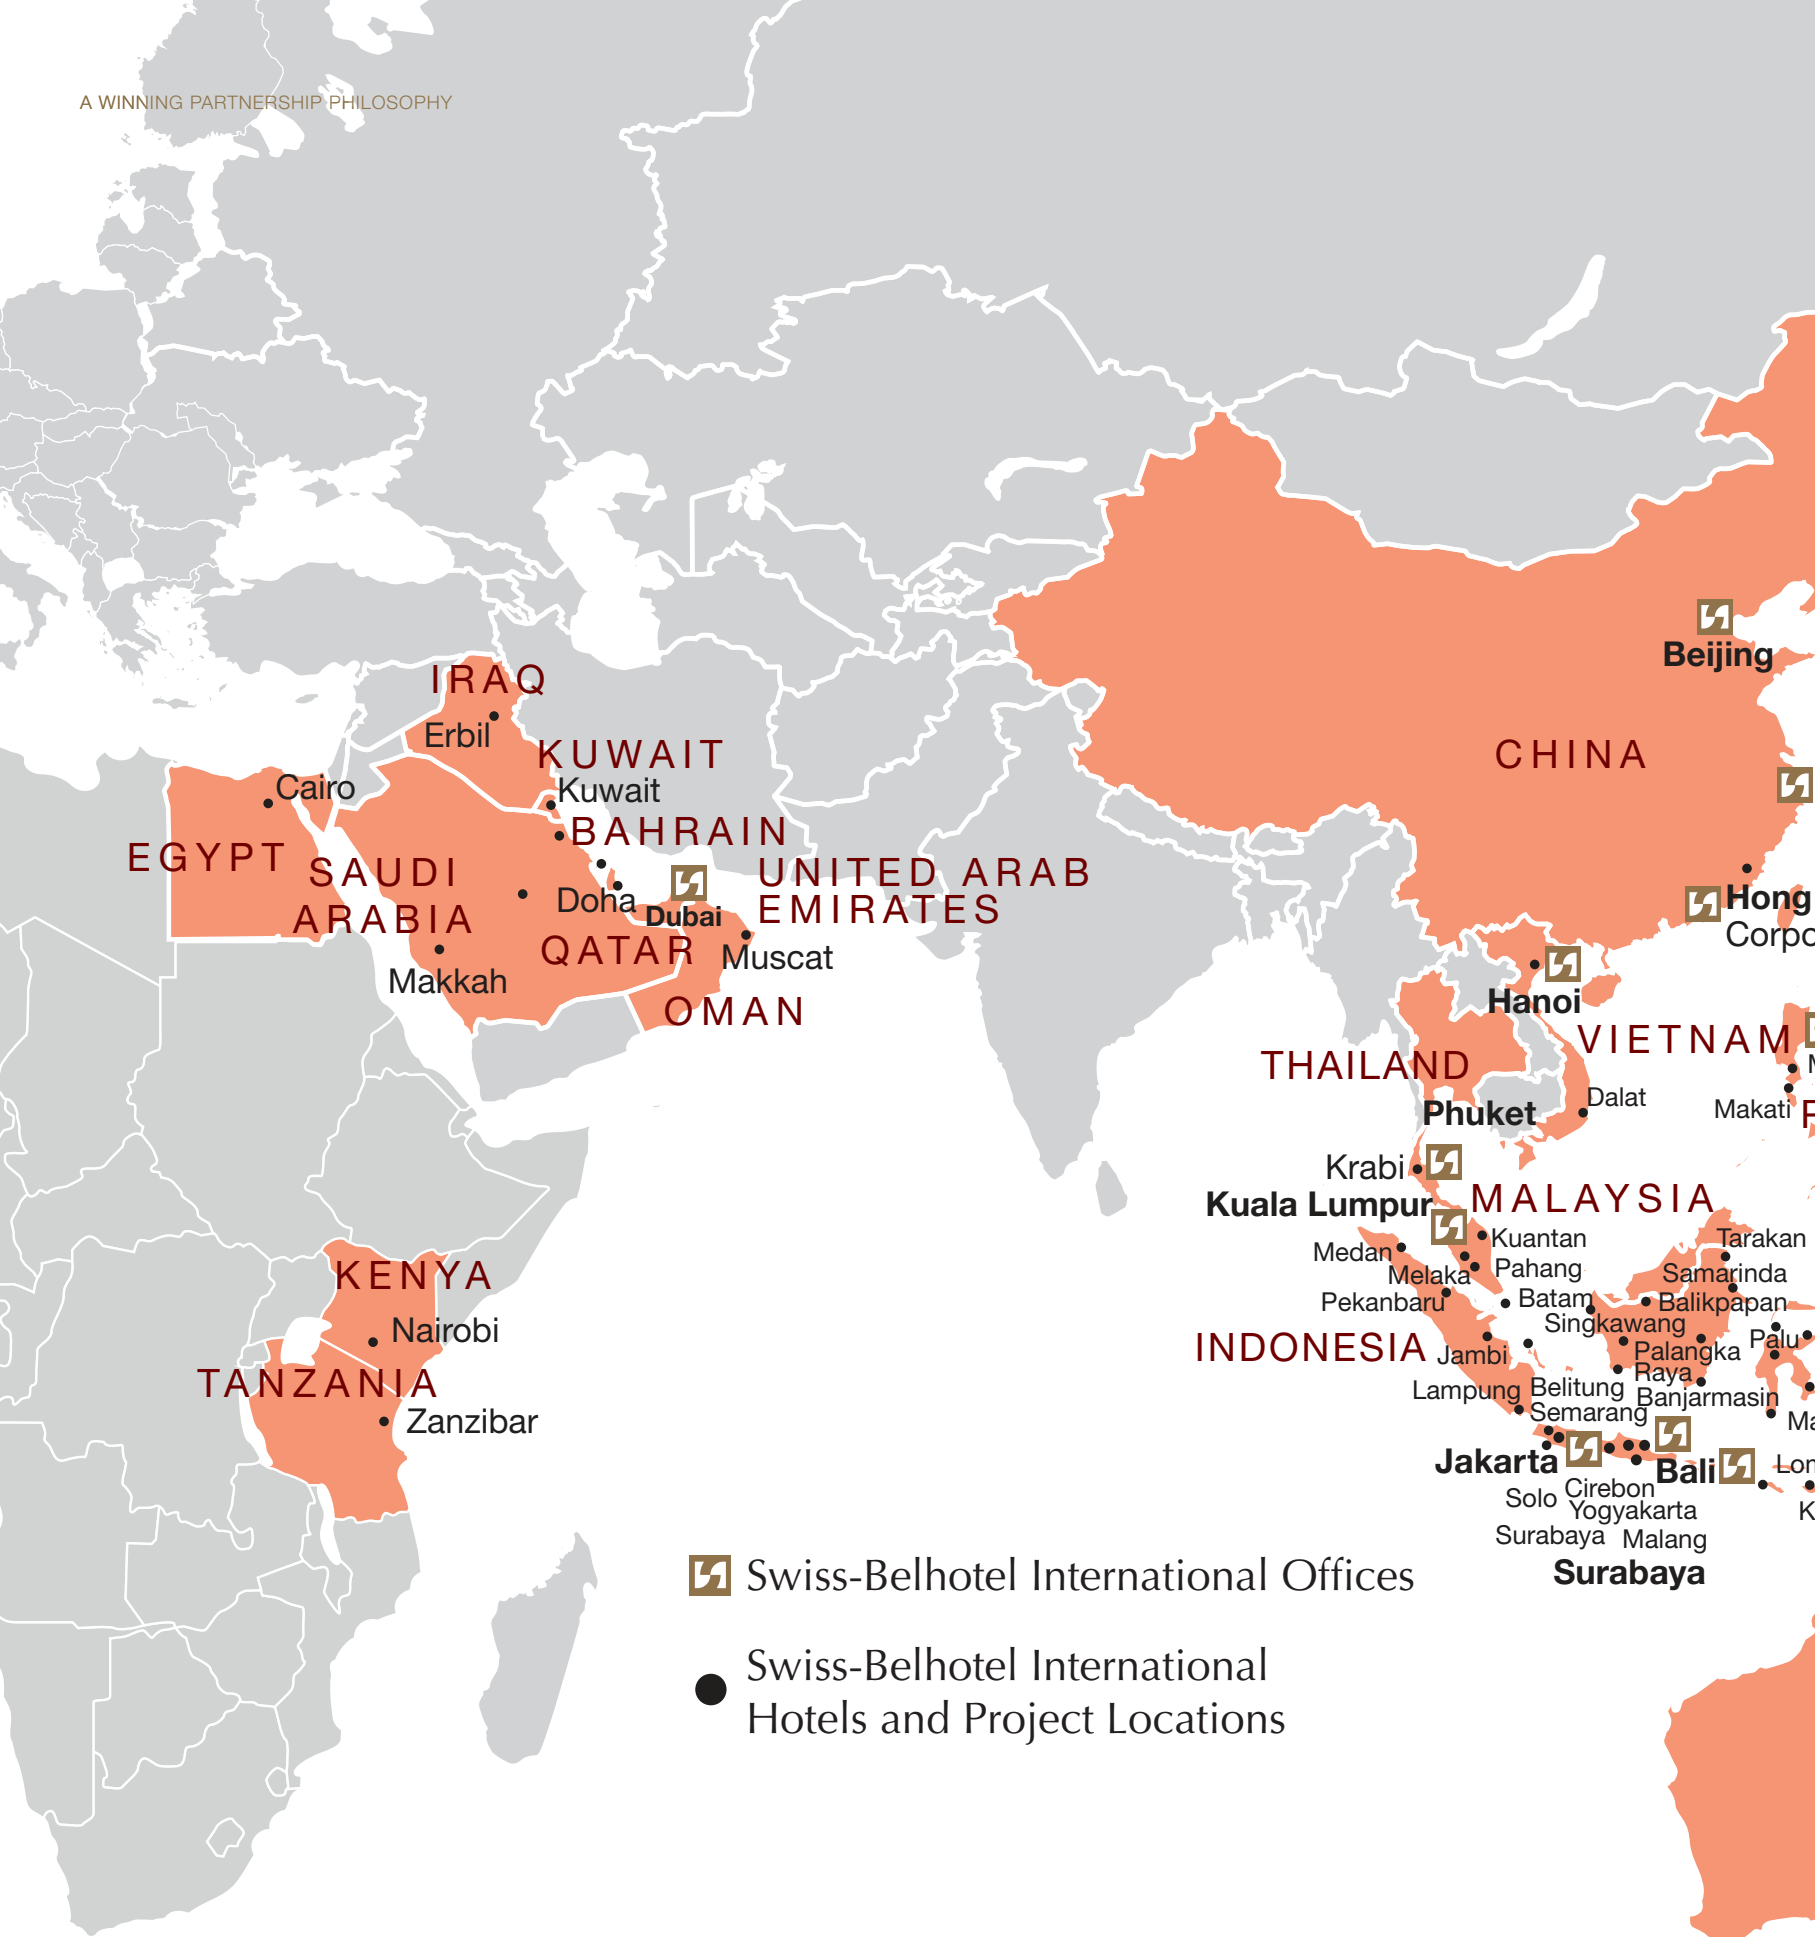 A WINNING PARTNERSHIP PHILOSOPHY
Beijing
IRAQ
Erbil
KUWAIT
Kuwait
CHINA
Cairo
BAHRAIN
EGYPT
SAUDI
ARABIA
UNITED ARAB
EMIRATES
Doha
Dubai
Hong
Corpo
QATAR
Muscat
Makkah
OMAN
Hanoi
VIETNAM
THAILAND
Dalat
Makati
Phuket
Krabi
Kuala Lumpur
MALAYSIA
Medan
Kuantan
Tarakan
Melaka
Pahang
Samarinda
Pekanbaru
Batam
Balikpapan
Singkawang
INDONESIA
Jambi
Palangka
Raya
Palu
Lampung
Belitung
Banjarmasin
Semarang
Ma
Jakarta
Bali
Lom
Solo
Cirebon
Yogyakarta
K
Surabaya
Malang
Surabaya
KENYA
Nairobi
TANZANIA
Zanzibar
Swiss-Belhotel International Offices
Swiss-Belhotel International
Hotels and Project Locations